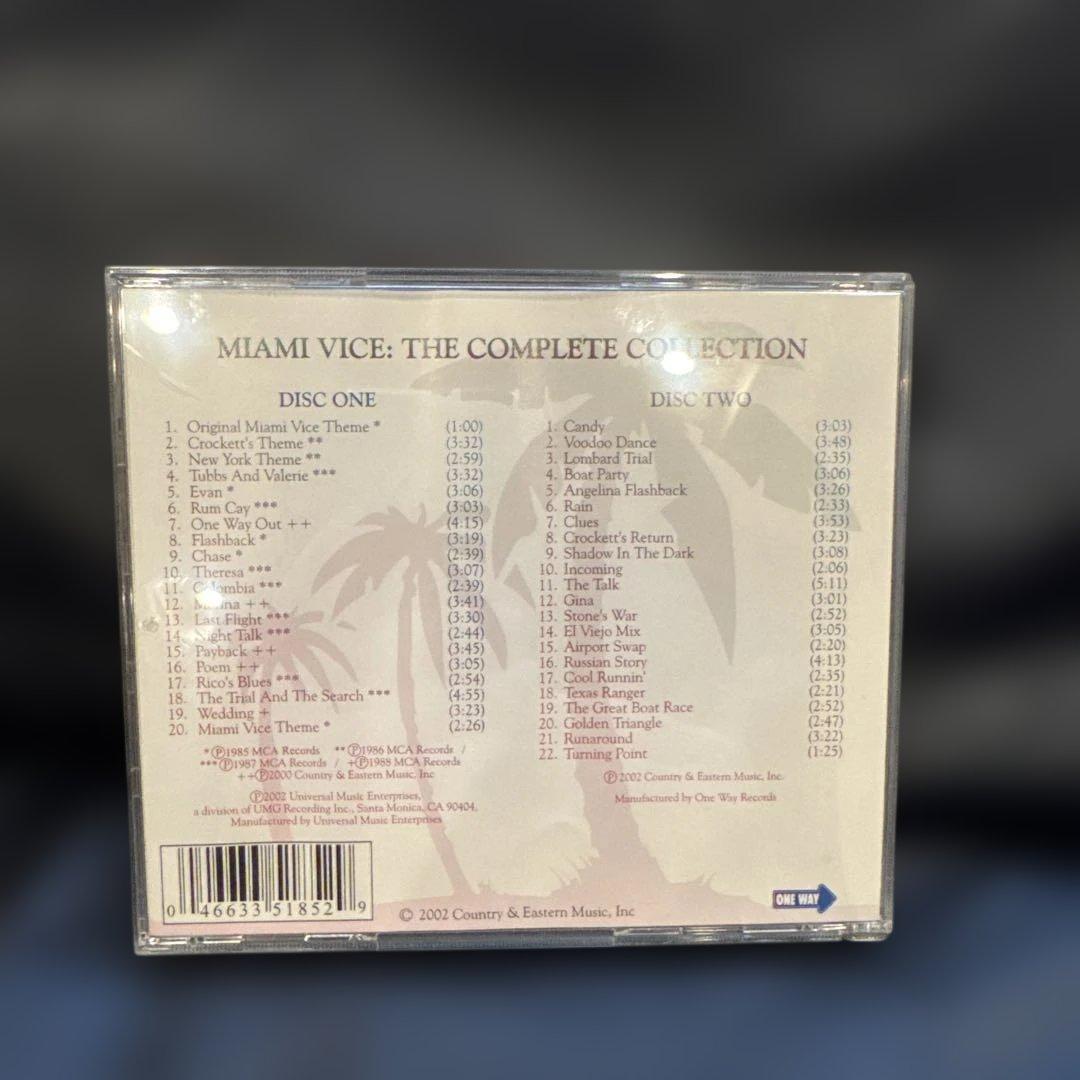 MIAMI VICE: THE COMPLETE COLLECTION
DISC ONE
1. Original Miami Vice Theme * (1:00)
2. Crockett's Theme ** (3:32)
3. New York Theme ** (2:59)
4. Tubbs And Valerie *** (3:32)
5. Evan * (3:06)
6. Rum Cay *** (3:03)
7. One Way Out ++ (4:15)
8. Flashback * (3:19)
9. Chase * (2:39)
10. Theresa *** (3:07)
11. Colombia *** (2:39)
12. ++ (3:41)
13. Last Flight *** (3:30)
14. Night Talk *** (2:44)
15. Payback ++ (3:45)
16. Poem ++ (3:05)
17. Rico's Blues *** (2:54)
18. The Trial And The Search *** (4:55)
19. Wedding + (3:23)
20. Miami Vice Theme * (2:26)
*Ⓟ1985 MCA Records **Ⓟ1986 MCA Records /
***Ⓟ1987 MCA Records / +Ⓟ1988 MCA Records
++Ⓟ2000 Country & Eastern Music, Inc
Ⓟ2002 Universal Music Enterprises,
a division of UMG Recording Inc., Santa Monica, CA 90404.
Manufactured by Universal Music Enterprises
DISC TWO
1. Candy (3:03)
2. Voodoo Dance (3:48)
3. Lombard Trial (2:35)
4. Boat Party (3:06)
5. Angelina Flashback (3:26)
6. Rain (2:33)
7. Clues (3:53)
8. Crockett's Return (3:23)
9. Shadow In The Dark (3:08)
10. Incoming (2:06)
11. The Talk (5:11)
12. Gina (3:01)
13. Stone's War (2:52)
14. El Viejo Mix (3:05)
15. Airport Swap (2:20)
16. Russian Story (4:13)
17. Cool Runnin' (2:35)
18. Texas Ranger (2:21)
19. The Great Boat Race (2:52)
20. Golden Triangle (2:47)
21. Runaround (3:22)
22. Turning Point (1:25)
Ⓟ2002 Country & Eastern Music, Inc.
Manufactured by One Way Records
0 46633 51852 9
© 2002 Country & Eastern Music, Inc
ONE WAY